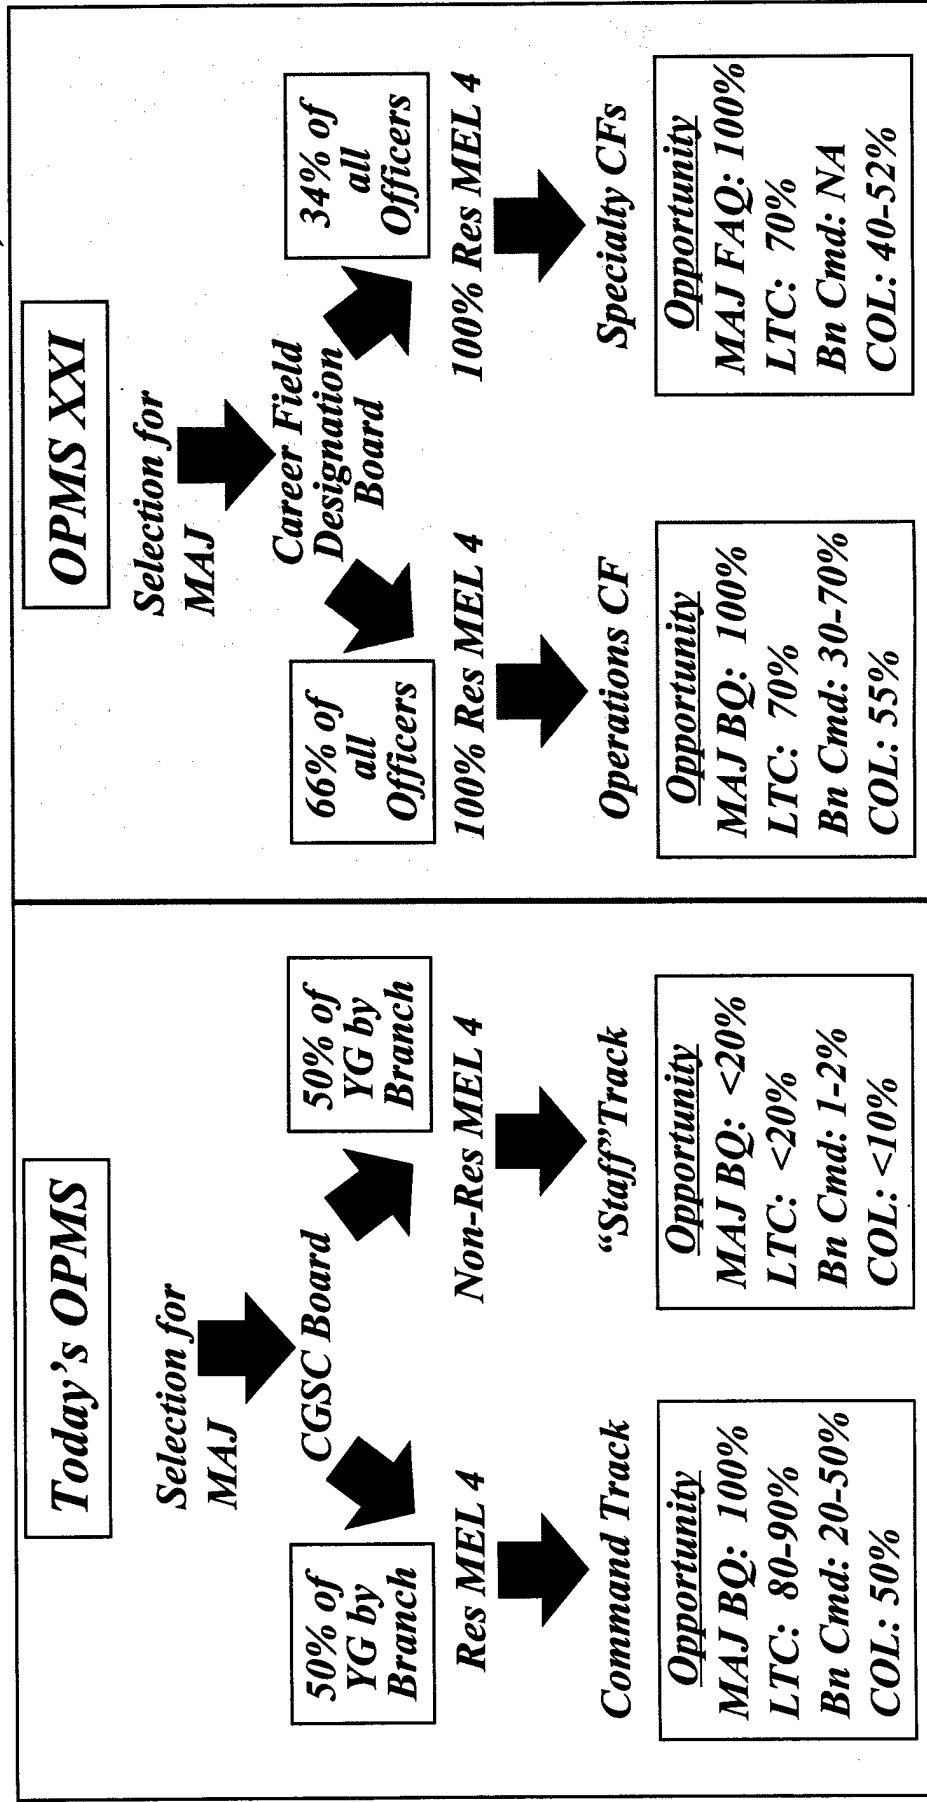 Today's OPMS
Selection for
MAJ
CGSC Board
50% of
YG by
Branch
50% of
YG by
Branch
Res MEL 4
Non-Res MEL 4
Command Track
“Staff”Track
Opportunity
MAJ BQ: 100%
LTC: 80-90%
Bn Cmd: 20-50%
COL: 50%
Opportunity
MAJ BQ: <20%
LTC: <20%
Bn Cmd: 1-2%
COL: <10%
OPMS XXI
Selection for
MAJ
Career Field
Designation
Board
66% of
all
Officers
34% of
all
Officers
100% Res MEL 4
100% Res MEL 4
Operations CF
Specialty CFs
Opportunity
MAJ BQ: 100%
LTC: 70%
Bn Cmd: 30-70%
COL: 55%
Opportunity
MAJ FAQ: 100%
LTC: 70%
Bn Cmd: NA
COL: 40-52%